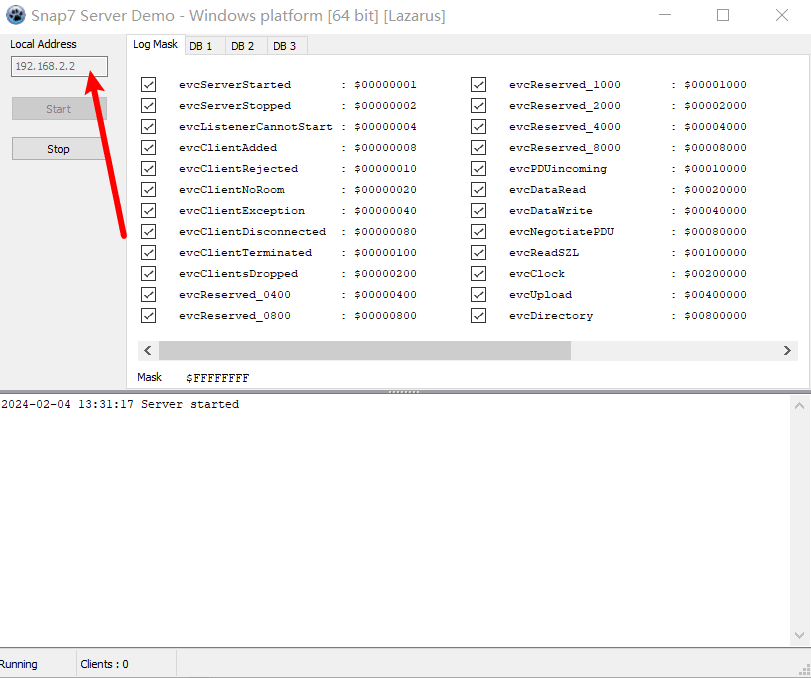 Snap7 Server Demo - Windows platform [64 bit] [Lazarus]
Local Address
192.168.2.2
Start
Stop
Log Mask DB 1 DB 2 DB 3
evcServerStarted : $00000001
evcServerStopped : $00000002
evcListenerCannotStart : $00000004
evcClientAdded : $00000008
evcClientRejected : $00000010
evcClientNoRoom : $00000020
evcClientException : $00000040
evcClientDisconnected : $00000080
evcClientTerminated : $00000100
evcClientsDropped : $00000200
evcReserved_0400 : $00000400
evcReserved_0800 : $00000800
evcReserved_1000 : $00001000
evcReserved_2000 : $00002000
evcReserved_4000 : $00004000
evcReserved_8000 : $00008000
evcPDUincoming : $00010000
evcDataRead : $00020000
evcDataWrite : $00040000
evcNegotiatePDU : $00080000
evcReadSZL : $00100000
evcClock : $00200000
evcUpload : $00400000
evcDirectory : $00800000
Mask $FFFFFFFF
2024-02-04 13:31:17 Server started
Running Clients : 0